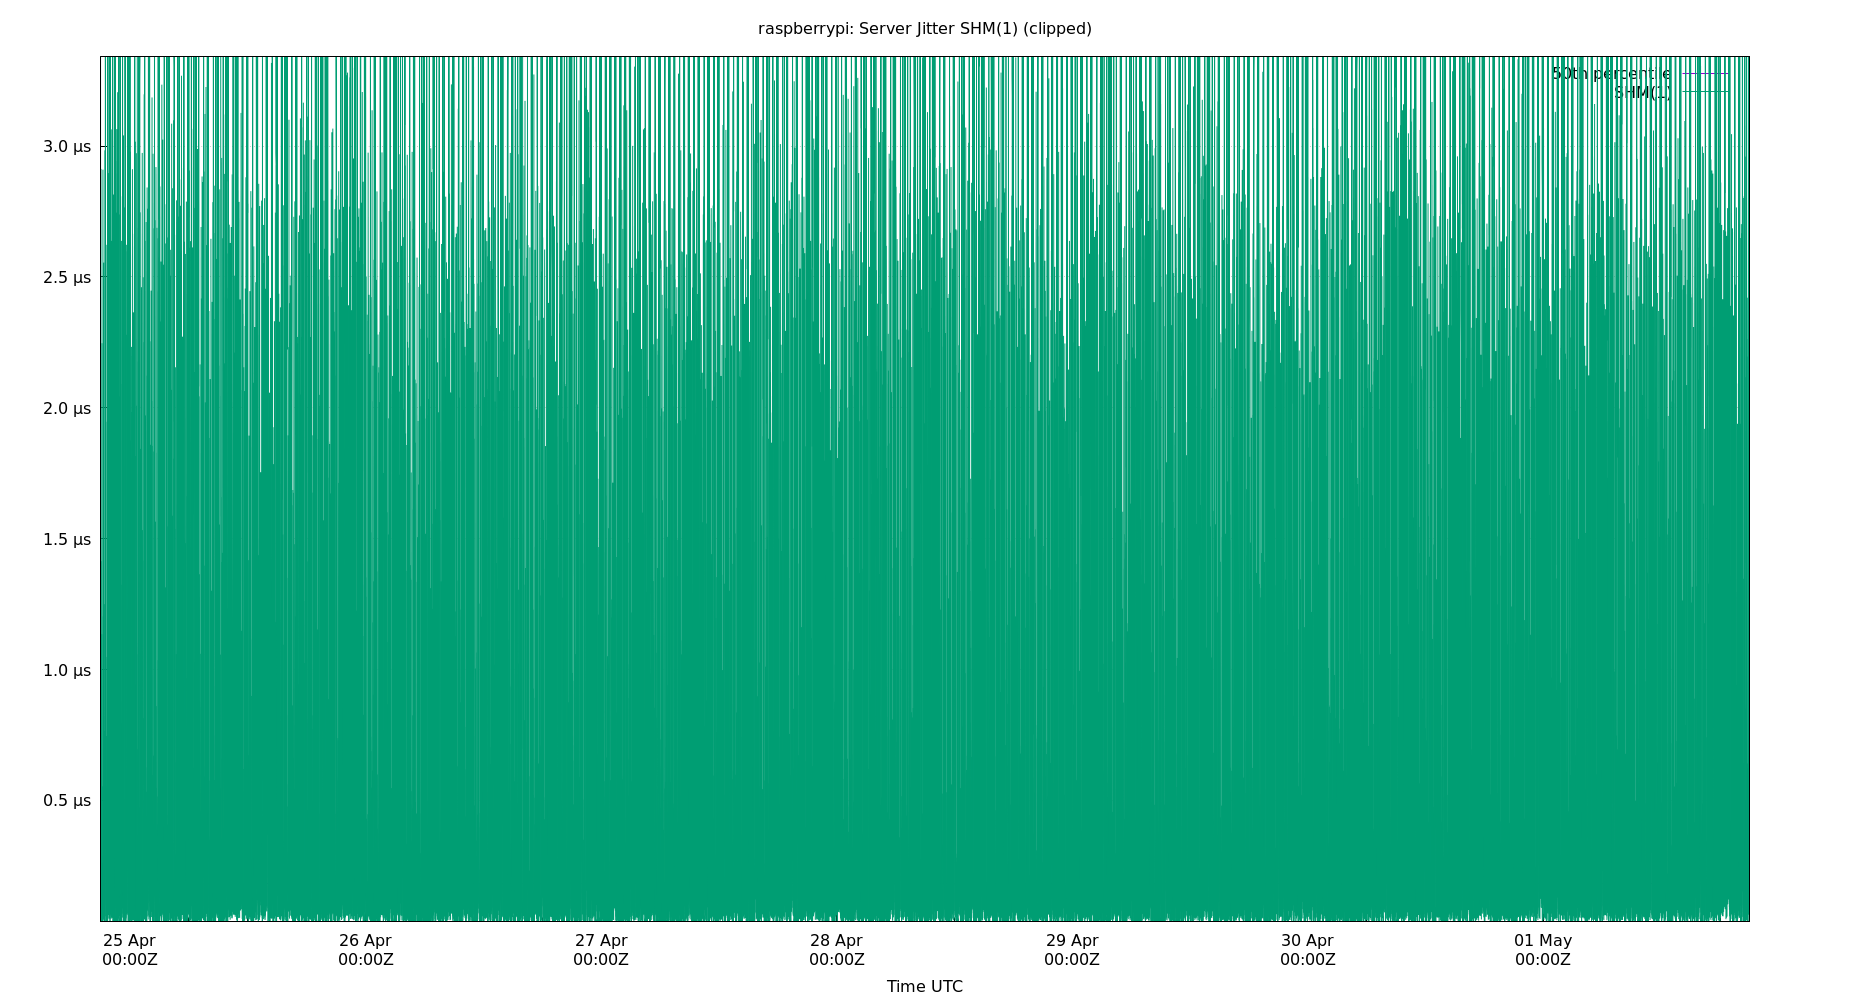 raspberrypi: Server Jitter SHM(1) (clipped)
50th percentile
SHM(1)
3.0 µs
2.5 µs
2.0 µs
1.5 µs
1.0 µs
0.5 µs
25 Apr 26 Apr 27 Apr 28 Apr 29 Apr 30 Apr 01 May
00:00Z 00:00Z 00:00Z 00:00Z 00:00Z 00:00Z 00:00Z
Time UTC